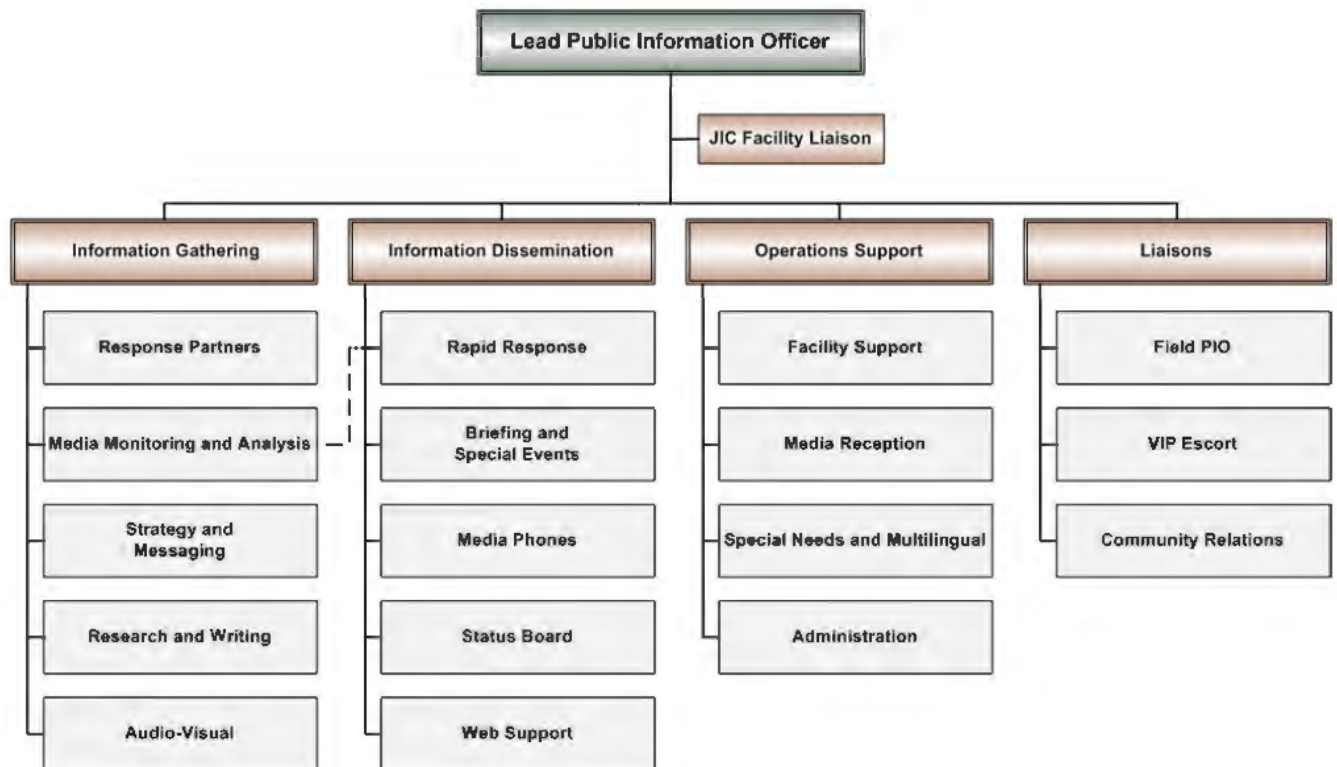 Lead Public Information Officer
JIC Facility Liaison
Information Gathering
Response Partners
Media Monitoring and Analysis
Strategy and
Messaging
Research and Writing
Audio-Visual
Information Dissemination
Rapid Response
Briefing and
Special Events
Media Phones
Status Board
Web Support
Operations Support
Facility Support
Media Reception
Special Needs and Multilingual
Administration
Liaisons
Field PIO
VIP Escort
Community Relations